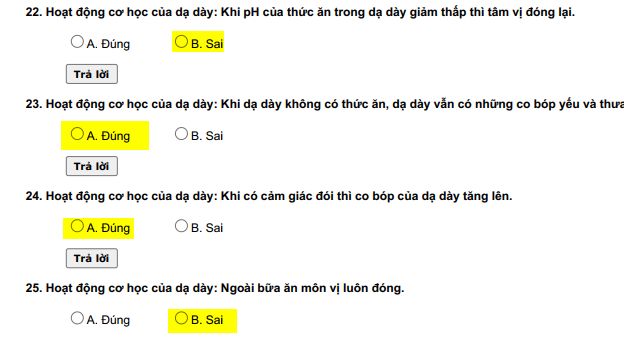 22. Hoạt động cơ học của dạ dày: Khi pH của thức ăn trong dạ dày giảm thấp thì tâm vị đóng lại.
A. Đúng B. Sai
Trả lời
23. Hoạt động cơ học của dạ dày: Khi dạ dày không có thức ăn, dạ dày vẫn có những co bóp yếu và thưa
A. Đúng B. Sai
Trả lời
24. Hoạt động cơ học của dạ dày: Khi có cảm giác đói thì co bóp của dạ dày tăng lên.
A. Đúng B. Sai
Trả lời
25. Hoạt động cơ học của dạ dày: Ngoài bữa ăn môn vị luôn đóng.
A. Đúng B. Sai